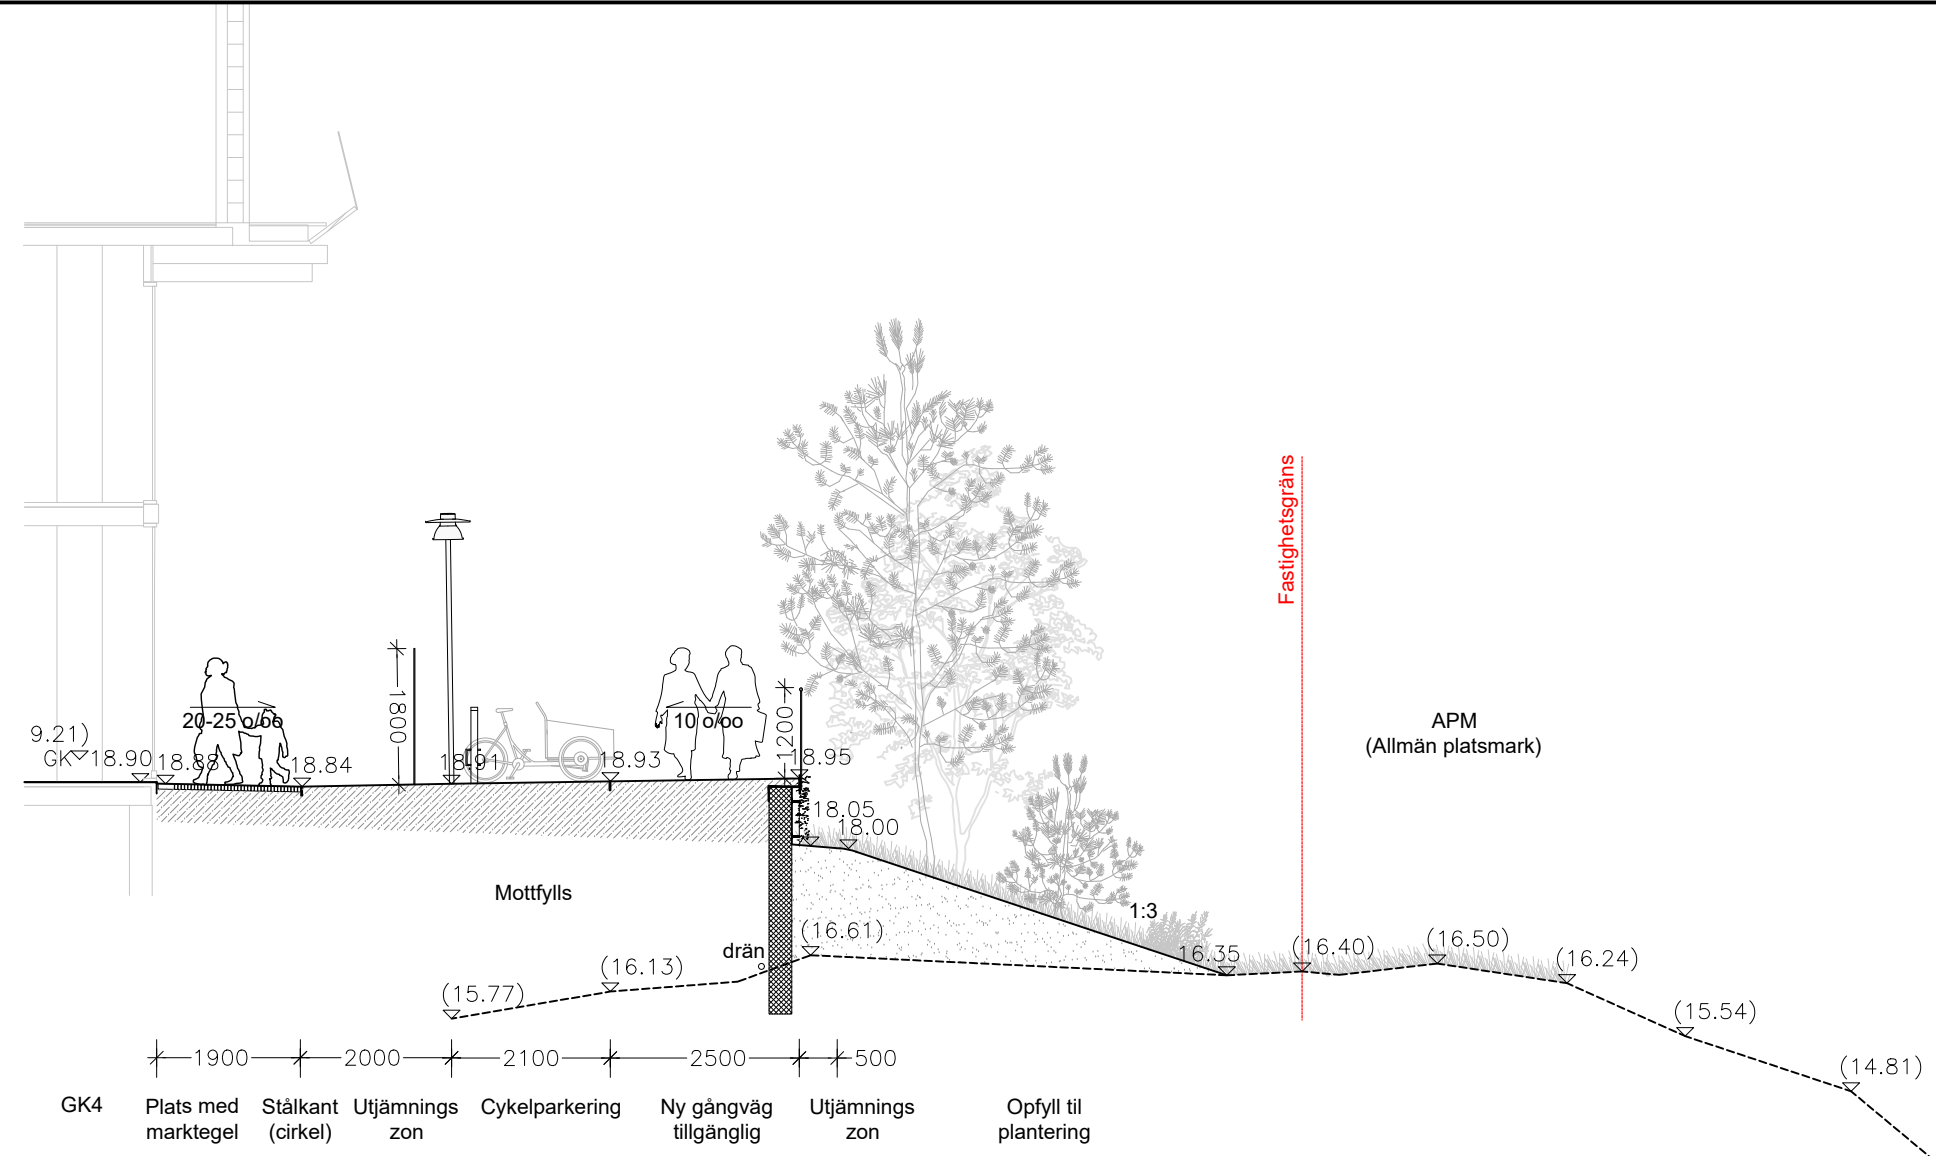 Fastighetsgräns
APM
(Allmän platsmark)
1800
1200
20-25 o/oo
10 o/oo
9.21)
GK 18.90
18.88
18.84
18.91
18.93
18.95
18.05
18.00
1:3
Mottfylls
drän
(16.61)
16.35
(16.40)
(16.50)
(16.24)
(16.13)
(15.77)
(15.54)
(14.81)
1900
2000
2100
2500
500
GK4
Plats med
marktegel
Stålkant
(cirkel)
Utjämnings
zon
Cykelparkering
Ny gångväg
tillgänglig
Utjämnings
zon
Opfyll til
plantering